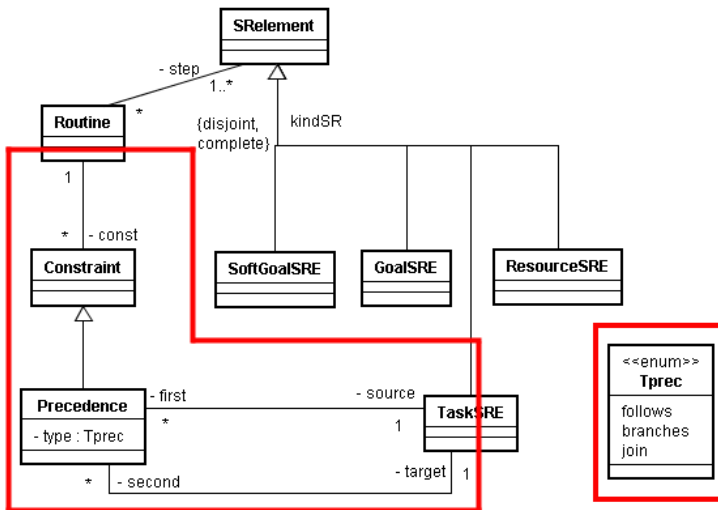 SRelement
- step
1..*
*
Routine
{disjoint,
complete}
kindSR
1
* - const
Constraint
SoftGoalSRE
GoalSRE
ResourceSRE
<<enum>>
Tprec
follows
branches
join
Precedence
- type : Tprec
- first
*
- source
1
TaskSRE
* - second
- target
1